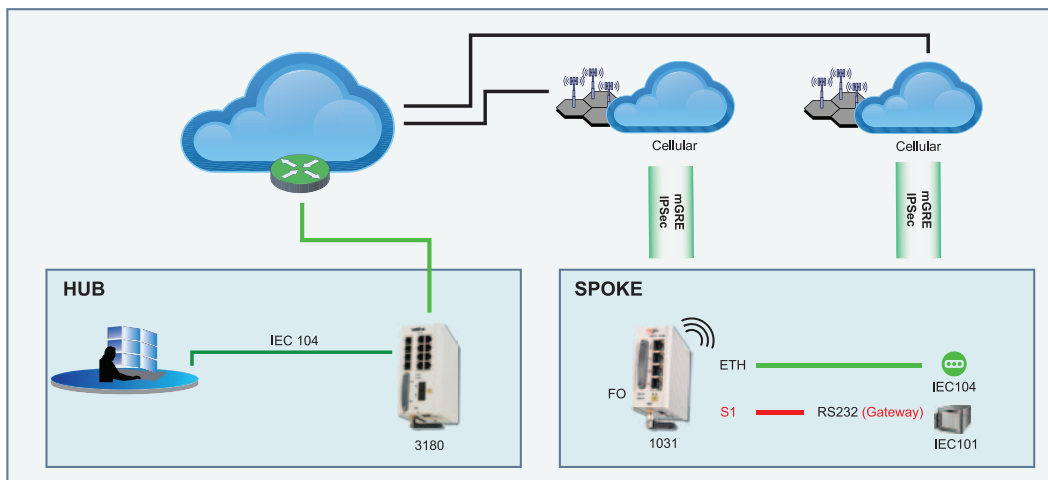 Cellular
Cellular
mGRE
IPSec
mGRE
IPSec
HUB
IEC 104
3180
SPOKE
FO
1031
ETH
IEC104
S1
RS232 (Gateway)
IEC101